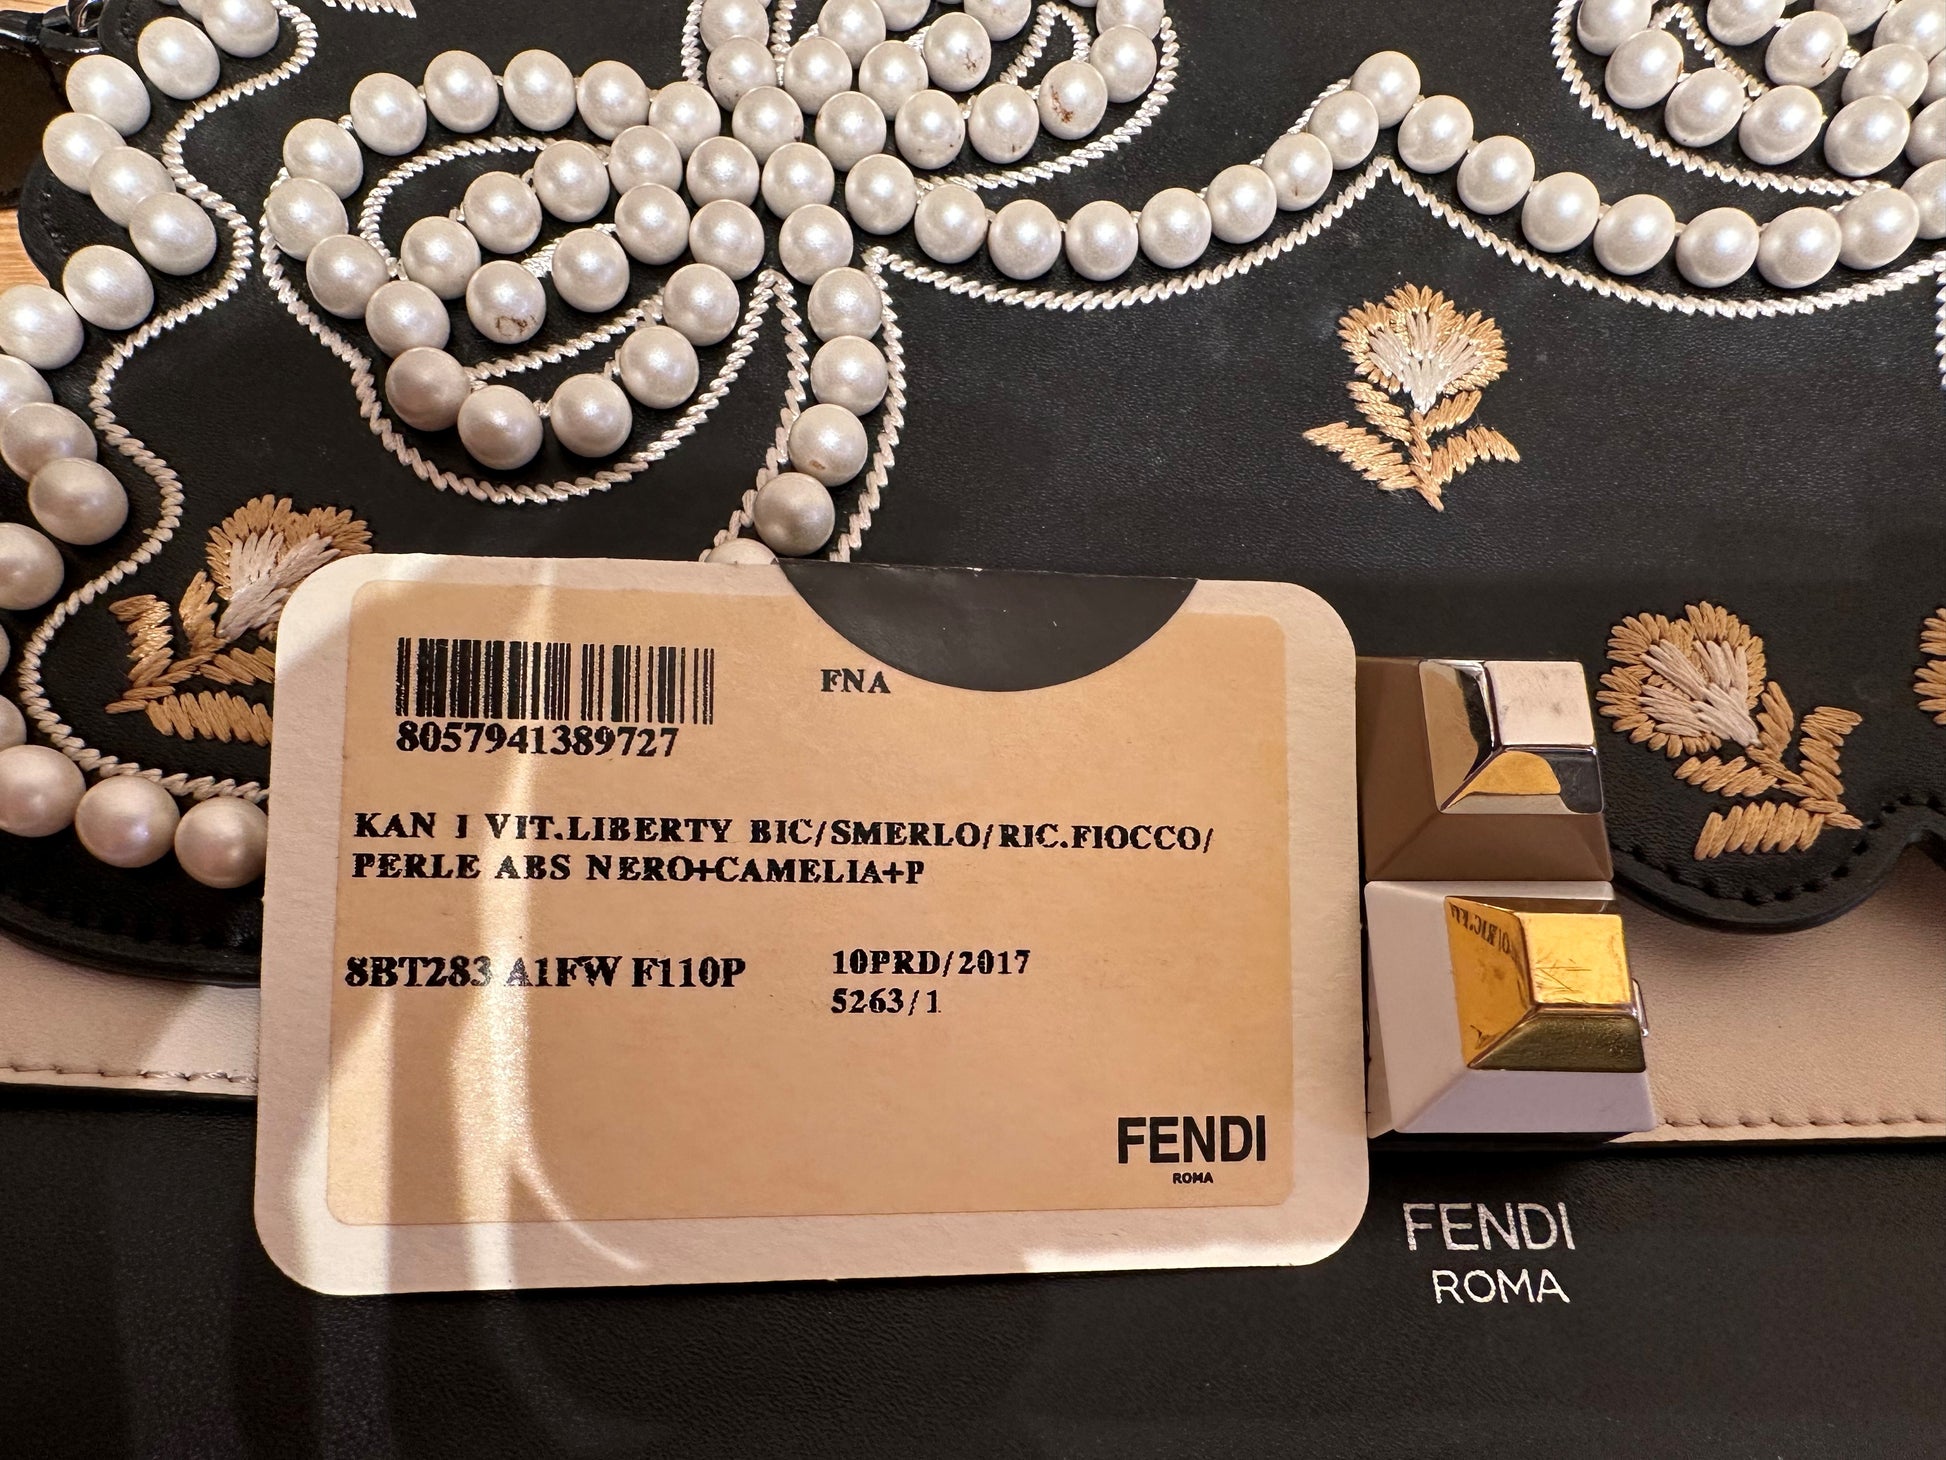 FNA
8057941389727
KAN I VIT.LIBERTY BIC/SMERLO/RIC.FIOCCO/
PERLE ABS NERO+CAMELIA+P
8BT283 A1FW F110P
10PRD/2017
5263/1
FENDI
ROMA
FENDI
ROMA